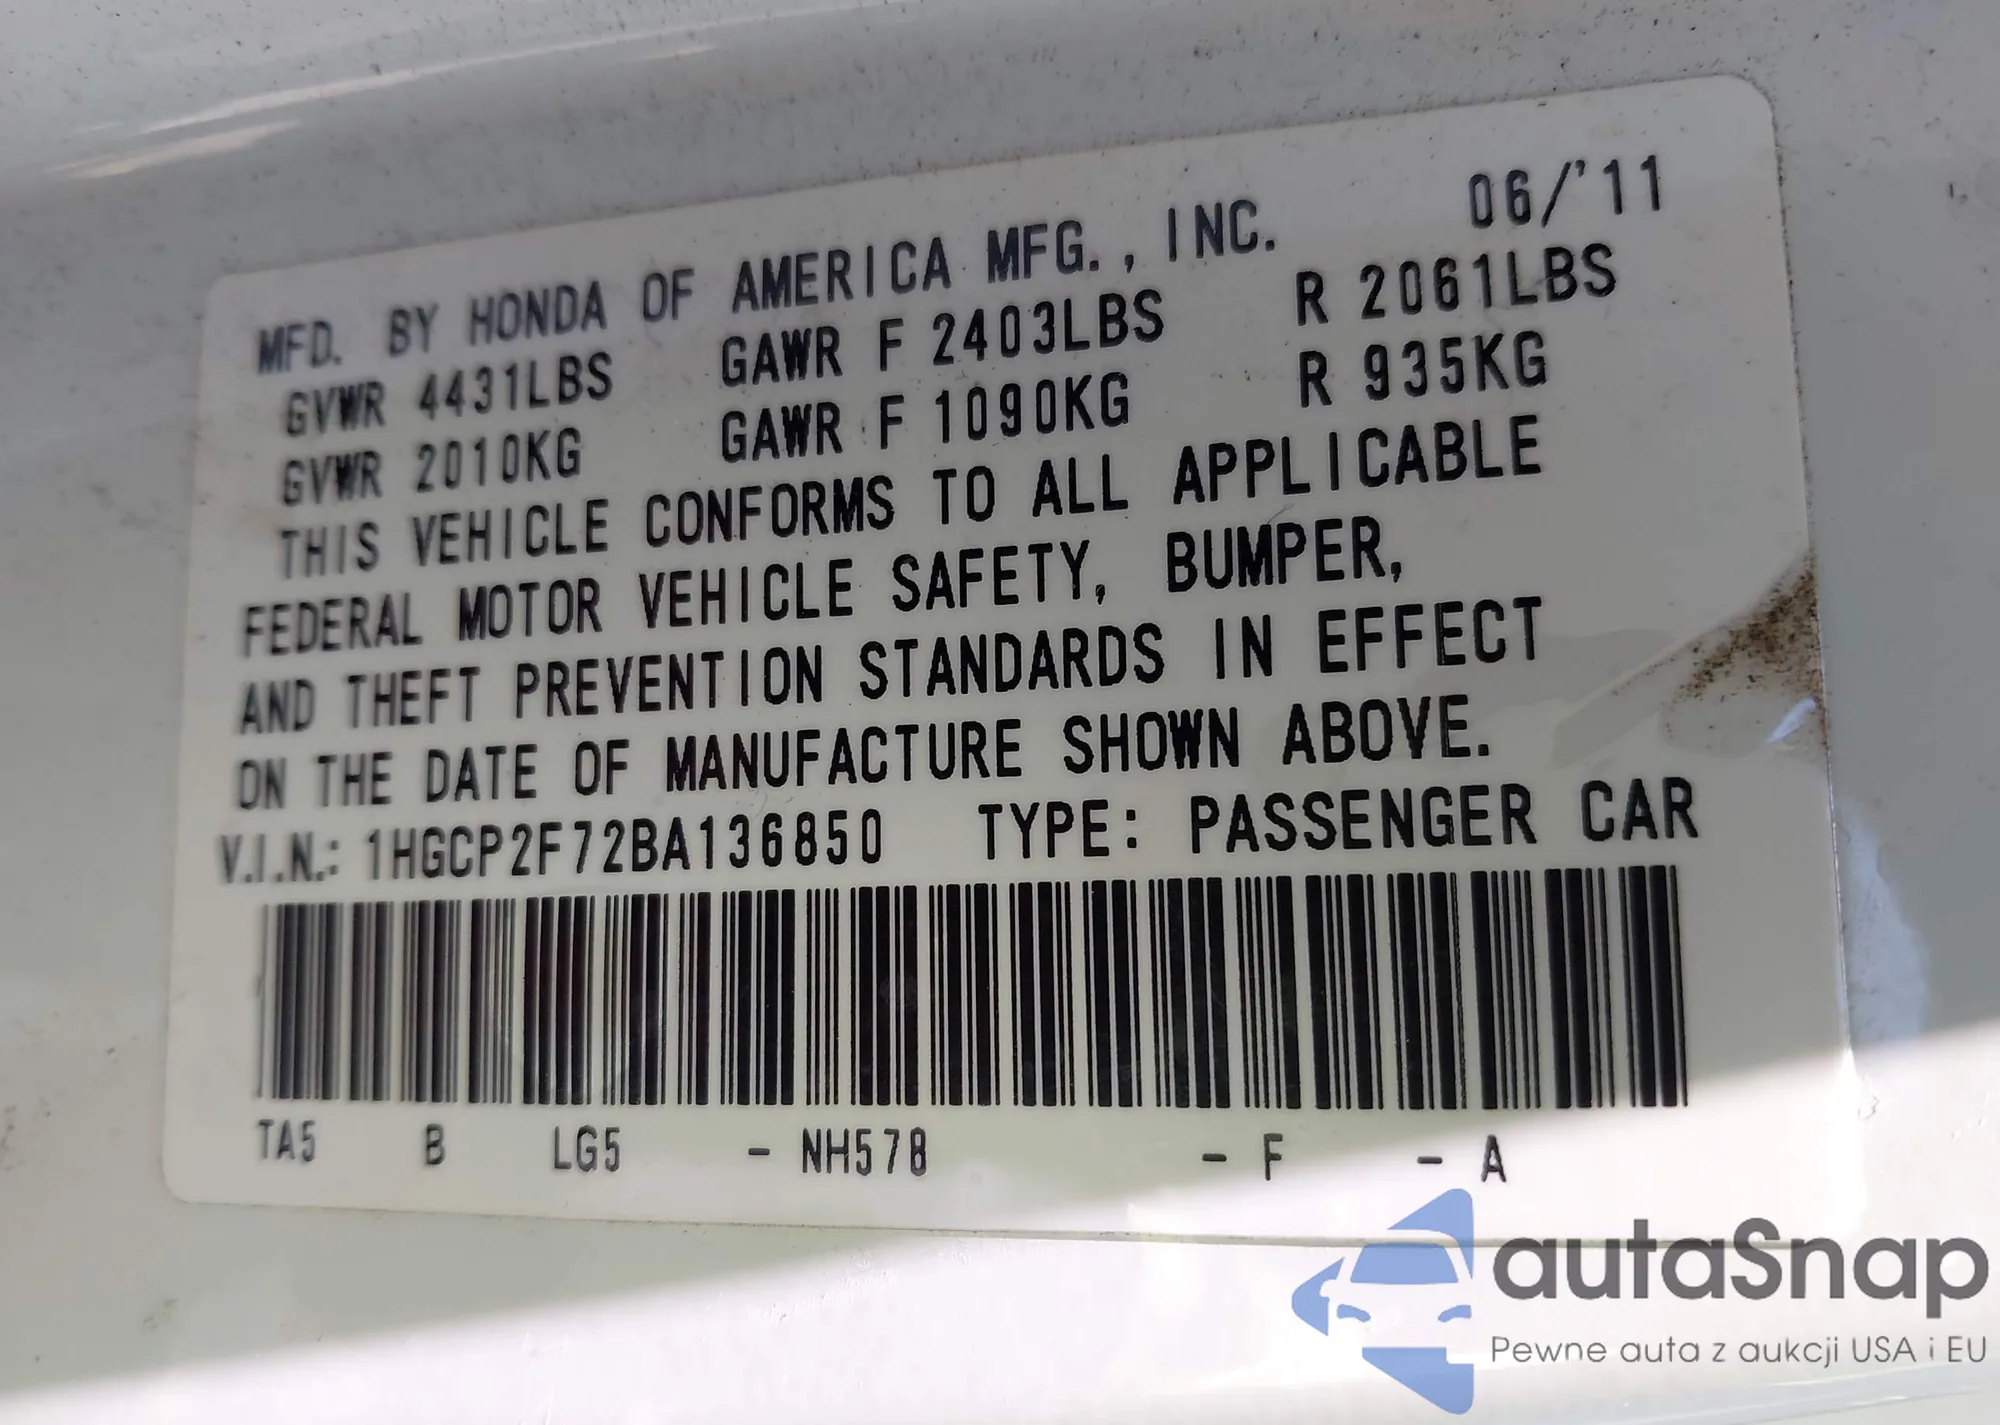 MFD. BY HONDA OF AMERICA MFG., INC. 06/'11
GVWR 4431LBS GAWR F 2403LBS R 2061LBS
GVWR 2010KG GAWR F 1090KG R 935KG
THIS VEHICLE CONFORMS TO ALL APPLICABLE
FEDERAL MOTOR VEHICLE SAFETY, BUMPER,
AND THEFT PREVENTION STANDARDS IN EFFECT
ON THE DATE OF MANUFACTURE SHOWN ABOVE.
V.I.N.: 1HGCP2F72BA136850 TYPE: PASSENGER CAR
TA5 B LG5 - NH578 - F - A
autaSnap
Pewne auta z aukcji USA i EU